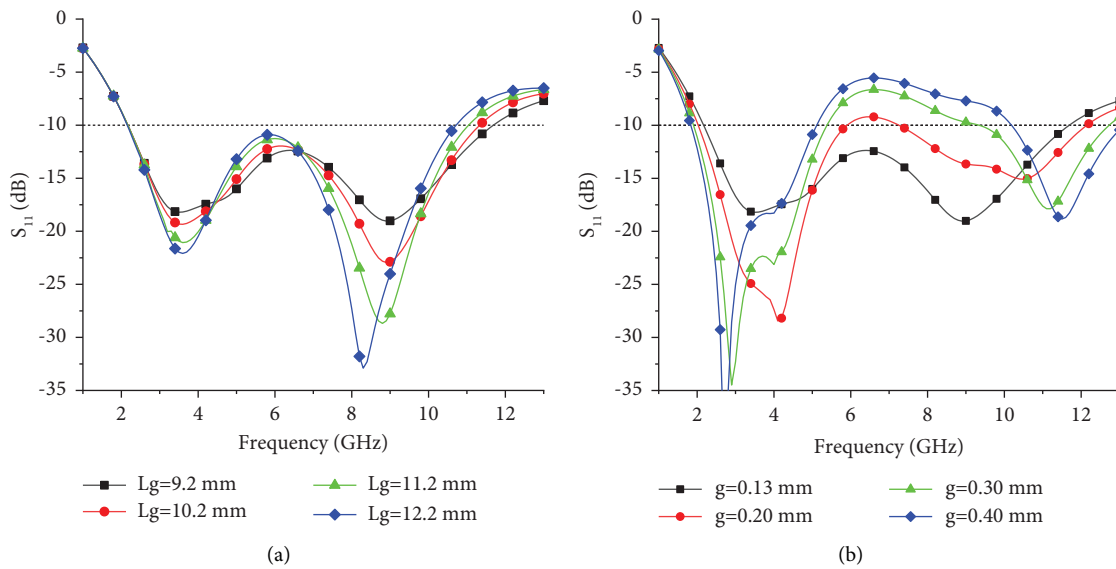 0
-5
-10
-15
-20
-25
-30
-35
S11 (dB)
2 4 6 8 10 12
Frequency (GHz)
Lg=9.2 mm Lg=11.2 mm
Lg=10.2 mm Lg=12.2 mm
(a)
0
-5
-10
-15
-20
-25
-30
-35
S11 (dB)
2 4 6 8 10 12
Frequency (GHz)
g=0.13 mm g=0.30 mm
g=0.20 mm g=0.40 mm
(b)